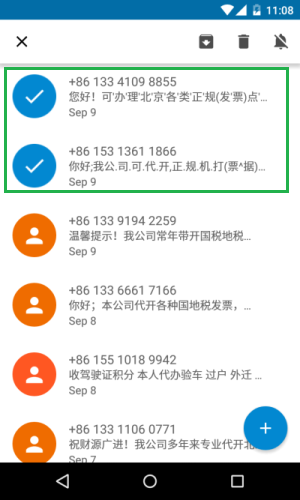 11:08
+86 133 4109 8855
您好！可'办'理'北'京'各'类'正'规(发'票)点'...
Sep 9
+86 153 1361 1866
你好;我公.司.可.代.开,正.规.机.打(票^据)...
Sep 9
+86 133 9194 2259
温馨提示！我公司常年带开国税地税...
Sep 9
+86 133 6661 7166
你好；本公司代开各种国地税发票，...
Sep 8
+86 155 1018 9942
收驾驶证积分 本人代办验车 过户 外迁 ...
Sep 8
+86 133 1106 0771
祝财源广进！我公司多年来专业代开北
Sep 7